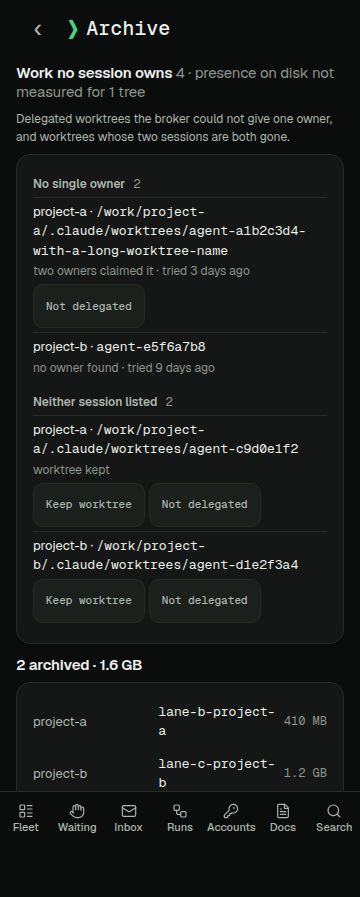 Archive
Work no session owns 4 · presence on disk not
measured for 1 tree
Delegated worktrees the broker could not give one owner,
and worktrees whose two sessions are both gone.
No single owner 2
project-a · /work/project-
a/.claude/worktrees/agent-a1b2c3d4-
with-a-long-worktree-name
two owners claimed it · tried 3 days ago
Not delegated
project-b · agent-e5f6a7b8
no owner found · tried 9 days ago
Neither session listed 2
project-a · /work/project-
a/.claude/worktrees/agent-c9d0e1f2
worktree kept
Keep worktree Not delegated
project-b · /work/project-
b/.claude/worktrees/agent-d1e2f3a4
Keep worktree Not delegated
2 archived · 1.6 GB
project-a lane-b-project-a 410 MB
project-b lane-c-project-b 1.2 GB
Fleet Waiting Inbox Runs Accounts Docs Search